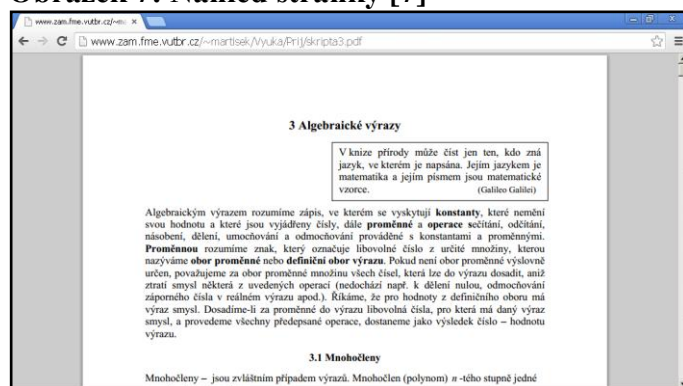 Obrázek 7: Náhled stránky [7]
www.zam.fme.vutbr.cz/~
www.zam.fme.vutbr.cz/~martisek/Vyuka/Prij/skripta3.pdf
3 Algebraické výrazy
V knize přírody může číst jen ten, kdo zná
jazyk, ve kterém je napsána. Jejím jazykem je
matematika a jejím písmem jsou matematické
vzorce. (Galileo Galilei)
Algebraickým výrazem rozumíme zápis, ve kterém se vyskytují konstanty, které nemění
svou hodnotu a které jsou vyjádřeny čísly, dále proměnné a operace sčítání, odčítání,
násobení, dělení, umocňování a odmocňování prováděné s konstantami a proměnnými.
Proměnnou rozumíme znak, který označuje libovolné číslo z určité množiny, kterou
nazýváme obor proměnné nebo definiční obor výrazu. Pokud není obor proměnné výslovně
určen, považujeme za obor proměnné množinu všech čísel, která lze do výrazu dosadit, aniž
ztratí smysl některá z uvedených operací (nedochází např. k dělení nulou, odmocňování
záporného čísla v reálném výrazu apod.). Říkáme, že pro hodnoty z definičního oboru má
výraz smysl. Dosadíme-li za proměnné do výrazu libovolná čísla, pro která má daný výraz
smysl, a provedeme všechny předepsané operace, dostaneme jako výsledek číslo – hodnotu
výrazu.
3.1 Mnohočleny
Mnohočleny – jsou zvláštním případem výrazů. Mnohočlen (polynom) n -tého stupně jedné